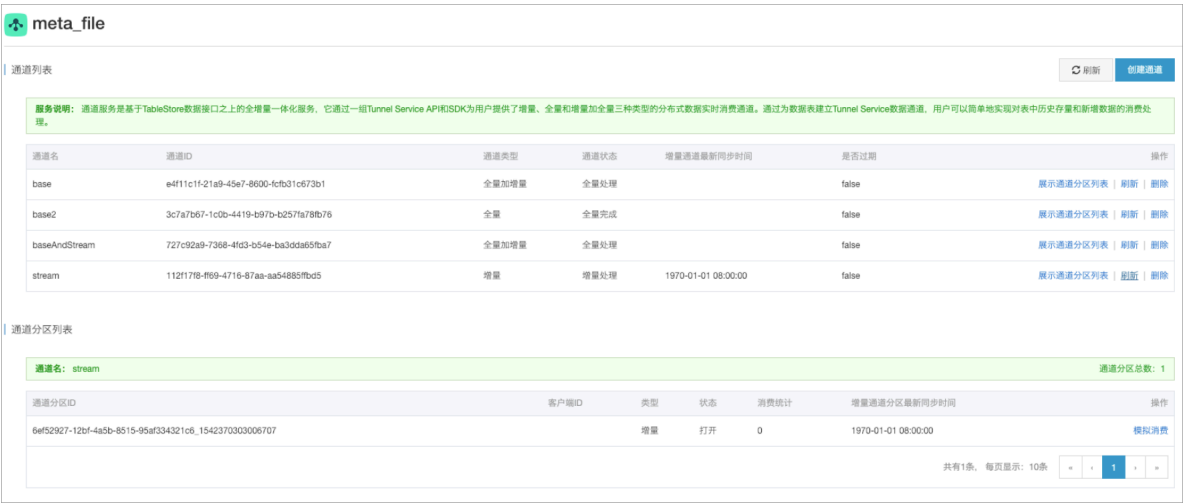 meta_file
通道列表
刷新 创建通道
服务说明： 通道服务是基于TableStore数据接口之上的全增量一体化服务，它通过一组Tunnel Service API和SDK为用户提供了增量、全量和增量加全量三种类型的分布式数据实时消费通道。通过为数据表建立Tunnel Service数据通道，用户可以简单地实现对表中历史存量和新增数据的消费处
理。
通道名 通道ID 通道类型 通道状态 增量通道最新同步时间 是否过期 操作
base e4f11c1f-21a9-45e7-8600-fcfb31c673b1 全量加增量 全量处理 false 展示通道分区列表 | 刷新 | 删除
base2 3c7a7b67-1c0b-4419-b97b-b257fa78fb76 全量 全量完成 false 展示通道分区列表 | 刷新 | 删除
baseAndStream 727c92a9-7368-4fd3-b54e-ba3dda65fba7 全量加增量 全量处理 false 展示通道分区列表 | 刷新 | 删除
stream 112f17f8-ff69-4716-87aa-aa54885ffbd5 增量 增量处理 1970-01-01 08:00:00 false 展示通道分区列表 | 刷新 | 删除
通道分区列表
通道名： stream 通道分区总数：1
通道分区ID 客户端ID 类型 状态 消费统计 增量通道分区最新同步时间 操作
6ef52927-12bf-4a5b-8515-95af334321c6_1542370303006707 增量 打开 0 1970-01-01 08:00:00 模拟消费
共有1条， 每页显示：10条 « ‹ 1 › »